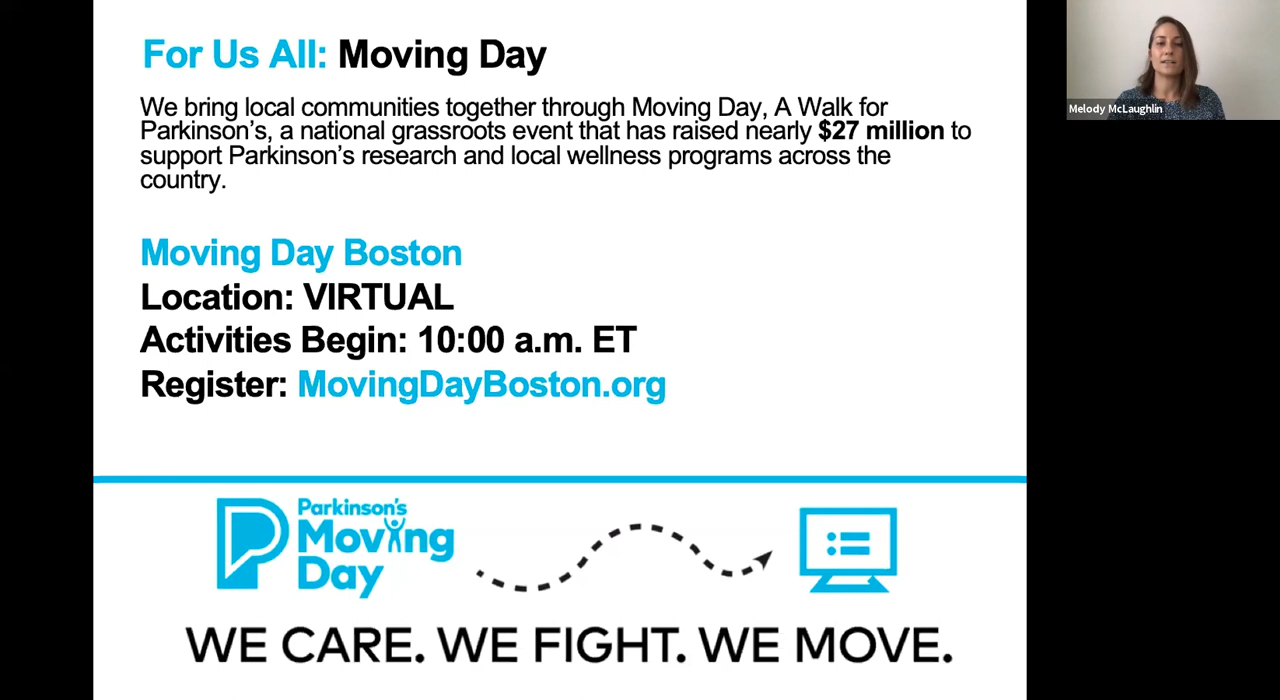 For Us All: Moving Day
We bring local communities together through Moving Day, A Walk for
Parkinson's, a national grassroots event that has raised nearly $27 million to
support Parkinson's research and local wellness programs across the
country.
Moving Day Boston
Location: VIRTUAL
Activities Begin: 10:00 a.m. ET
Register: MovingDayBoston.org
Parkinson's
Moving
Day
WE CARE. WE FIGHT. WE MOVE.
Melody McLaughlin